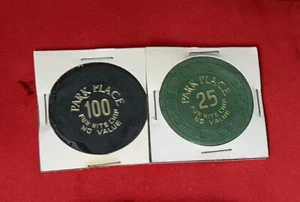 PARK PLACE
100
FUN NITE CHIP
NO VALUE
PARK PLACE
25
FUN NITE CHIP
NO VALUE